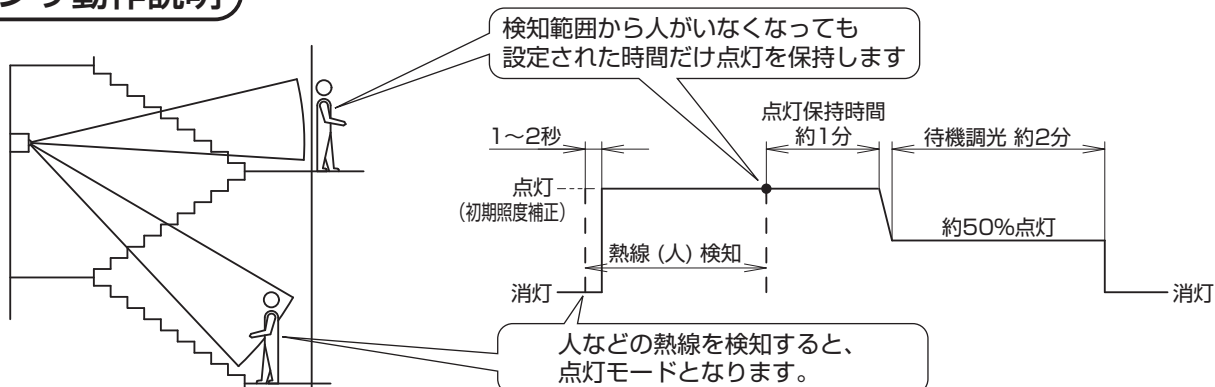 動作説明
検知範囲から人がいなくなっても
設定された時間だけ点灯を保持します
点灯保持時間
1〜2秒
約1分
待機調光 約2分
点灯
(初期照度補正)
約50%点灯
熱線 (人) 検知
消灯
消灯
人などの熱線を検知すると、
点灯モードとなります。